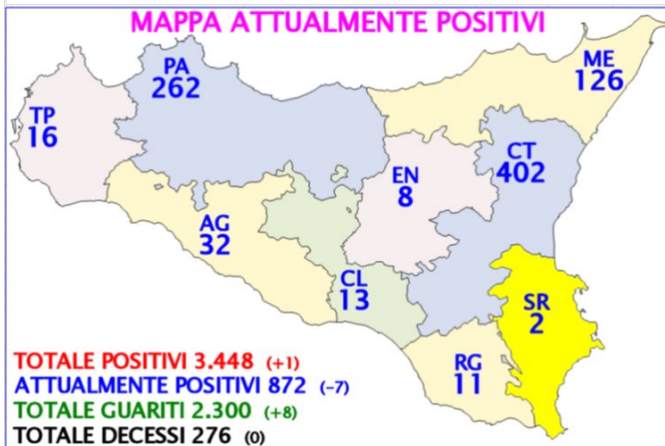 MAPPA ATTUALMENTE POSITIVI
PA
262
ME
126
TP
16
CT
402
EN
8
AG
32
CL
13
SR
2
RG
11
TOTALE POSITIVI 3.448 (+1)
ATTUALMENTE POSITIVI 872 (-7)
TOTALE GUARITI 2.300 (+8)
TOTALE DECESSI 276 (0)